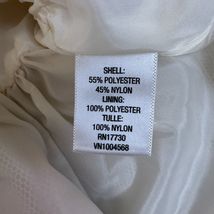 SHELL:
55% POLYESTER
45% NYLON
LINING:
100% POLYESTER
TULLE:
100% NYLON
RN17730
VN1004568